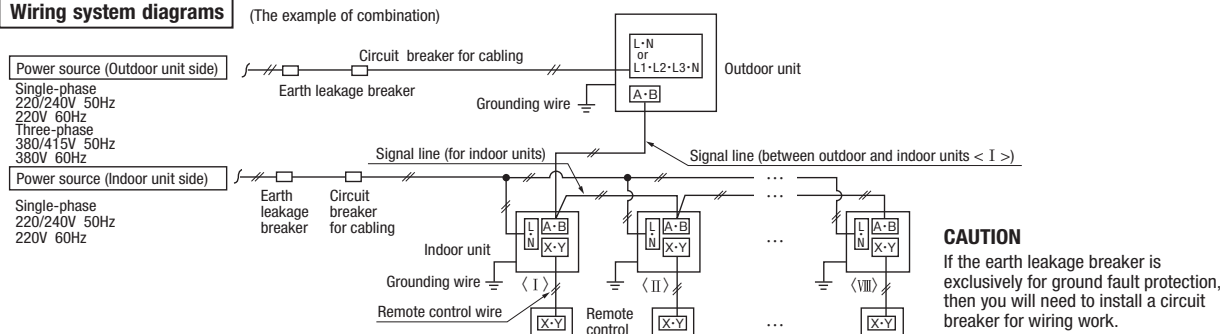 Wiring system diagrams (The example of combination)
Power source (Outdoor unit side)
Single-phase
220/240V 50Hz
220V 60Hz
Three-phase
380/415V 50Hz
380V 60Hz
Circuit breaker for cabling
Earth leakage breaker
Grounding wire
L·N
or
L1·L2·L3·N
A·B
Outdoor unit
Signal line (for indoor units)
Signal line (between outdoor and indoor units < I >)
Power source (Indoor unit side)
Single-phase
220/240V 50Hz
220V 60Hz
Earth
leakage
breaker
Circuit
breaker
for cabling
...
...
Indoor unit
L·N
A·B
X·Y
L·N
A·B
X·Y
...
L·N
A·B
X·Y
Grounding wire
〈 I 〉
〈 II 〉
〈VIII〉
Remote control wire
X·Y
Remote
control
X·Y
...
X·Y
CAUTION
If the earth leakage breaker is
exclusively for ground fault protection,
then you will need to install a circuit
breaker for wiring work.